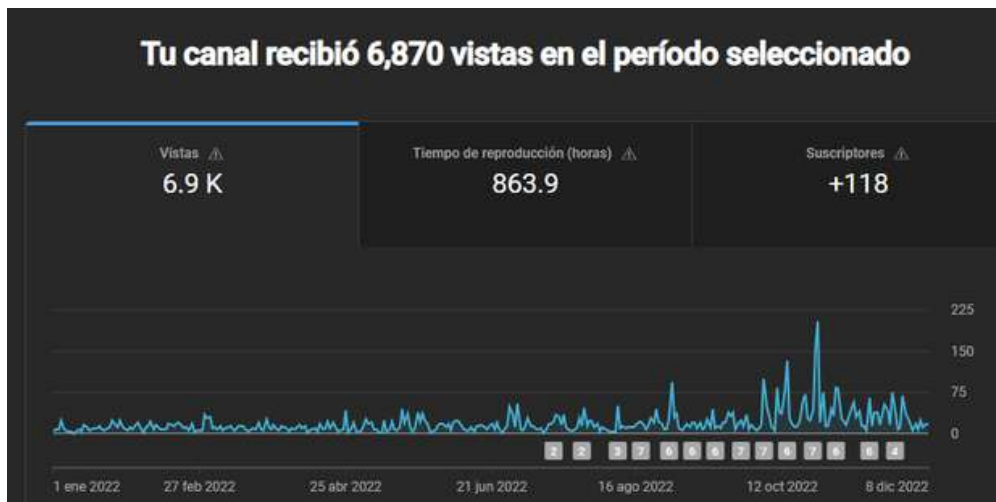 Tu canal recibió 6,870 vistas en el período seleccionado
Vistas
6.9 K
Tiempo de reproducción (horas)
863.9
Suscriptores
+118
225
150
75
0
2 2 3 7 6 6 6 7 7 6 7 6 6 4
1 ene 2022 27 feb 2022 25 abr 2022 21 jun 2022 16 ago 2022 12 oct 2022 8 dic 2022